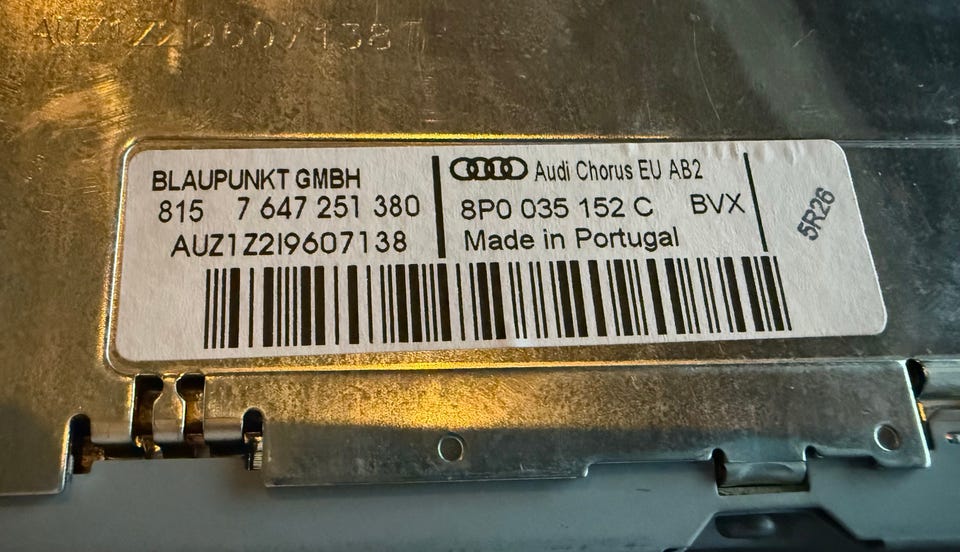 AUZ1Z2I9607138
BLAUPUNKT GMBH
815 7 647 251 380
AUZ1Z2I9607138
Audi Chorus EU AB2
8P0 035 152 C BVX
Made in Portugal
5R26